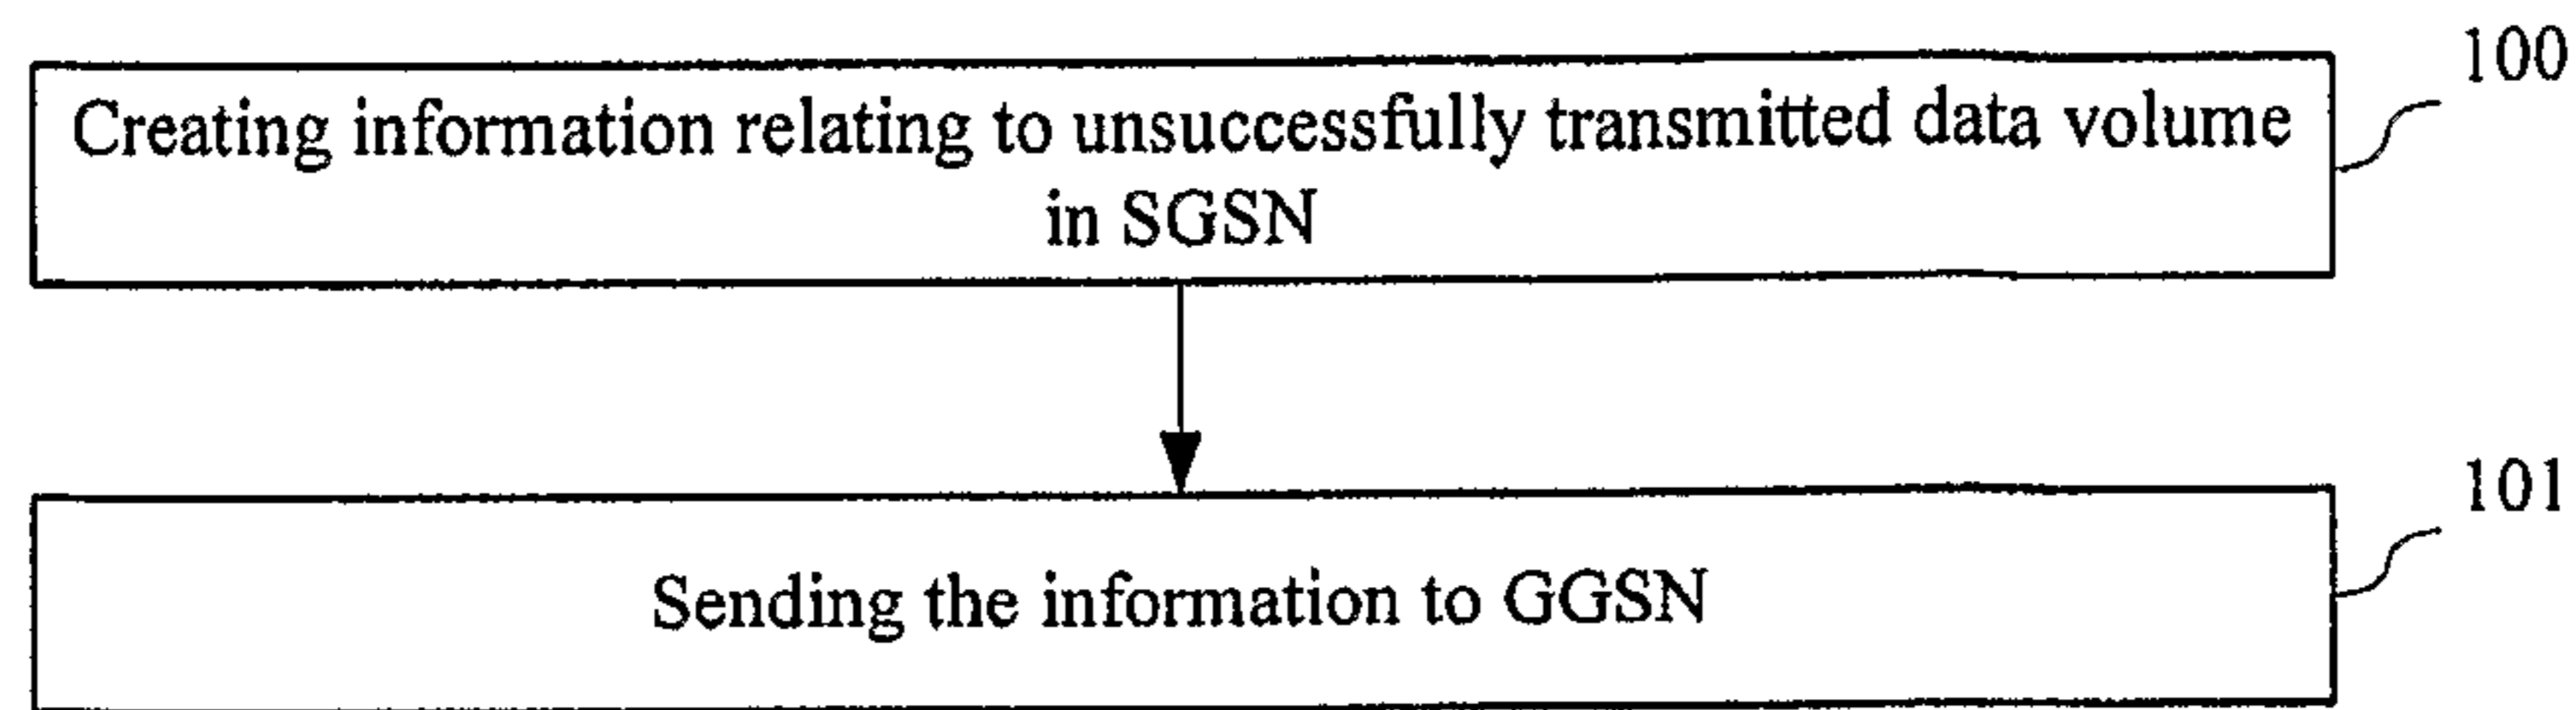 100
Creating information relating to unsuccessfully transmitted data volume
in SGSN
101
Sending the information to GGSN